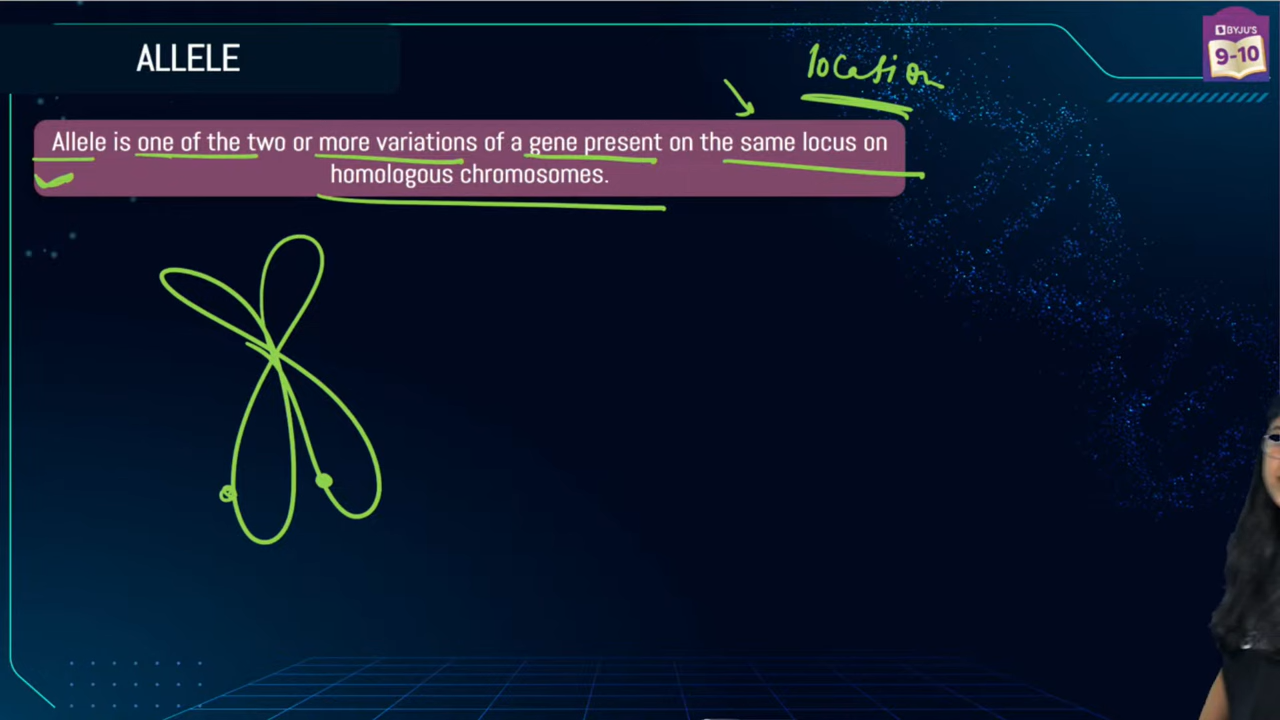 ALLELE
location
BYJU'S
9-10
Allele is one of the two or more variations of a gene present on the same locus on
homologous chromosomes.